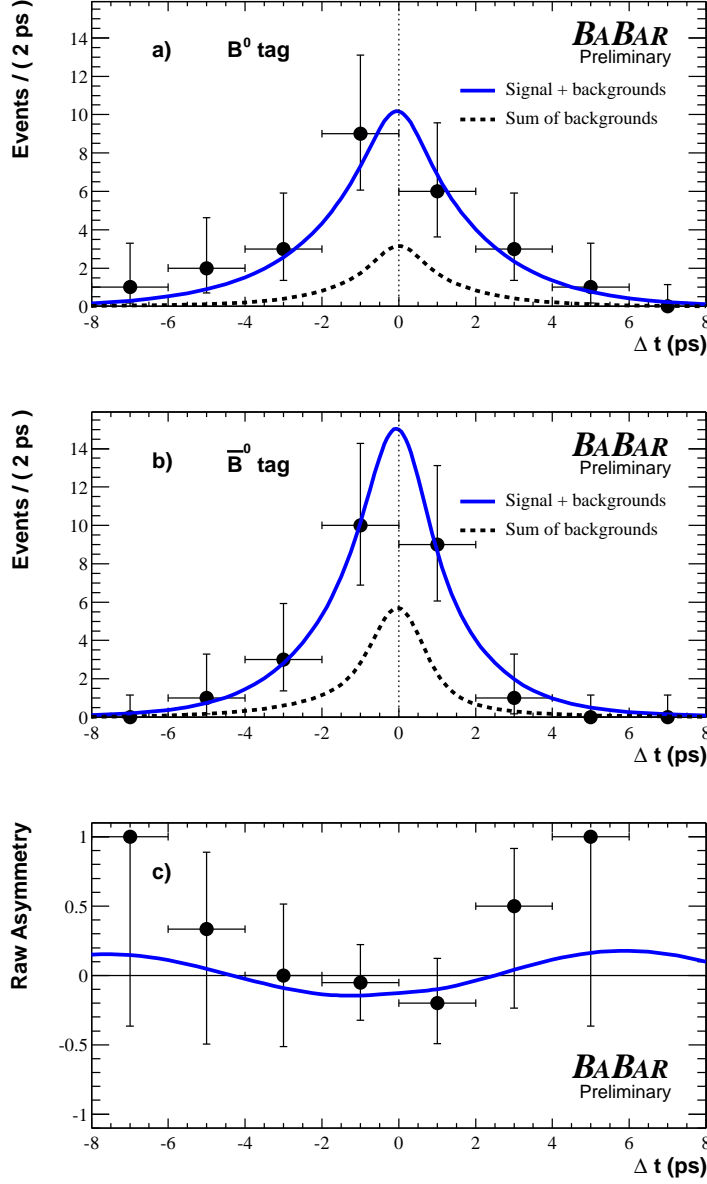 Events / ( 2 ps )
a) B⁰ tag
BABAR
Preliminary
Signal + backgrounds
Sum of backgrounds
0 2 4 6 8 10 12 14
-8 -6 -4 -2 0 2 4 6 8
Δ t (ps)
Events / ( 2 ps )
b) B̅⁰ tag
BABAR
Preliminary
Signal + backgrounds
Sum of backgrounds
0 2 4 6 8 10 12 14
-8 -6 -4 -2 0 2 4 6 8
Δ t (ps)
Raw Asymmetry
c)
BABAR
Preliminary
1 0.5 0 -0.5 -1
-8 -6 -4 -2 0 2 4 6 8
Δ t (ps)